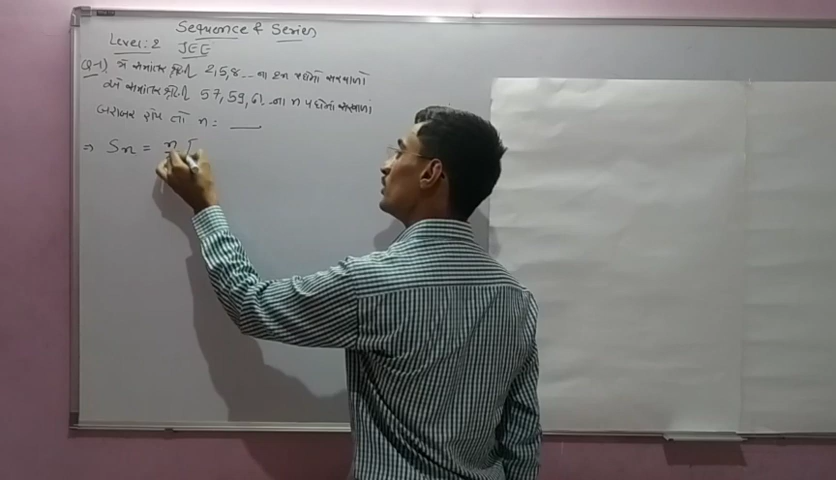 Sequence & Series
Level: 2 JEE
Q-1) જો સમાંતર શ્રેણી 2,5,8... ના 2n પદોનો સરવાળો
એ સમાંતર શ્રેણી 57, 59, 61... ના n પદોના સરવાળા
બરાબર હોય તો n = ___
⇒ Sn = n [